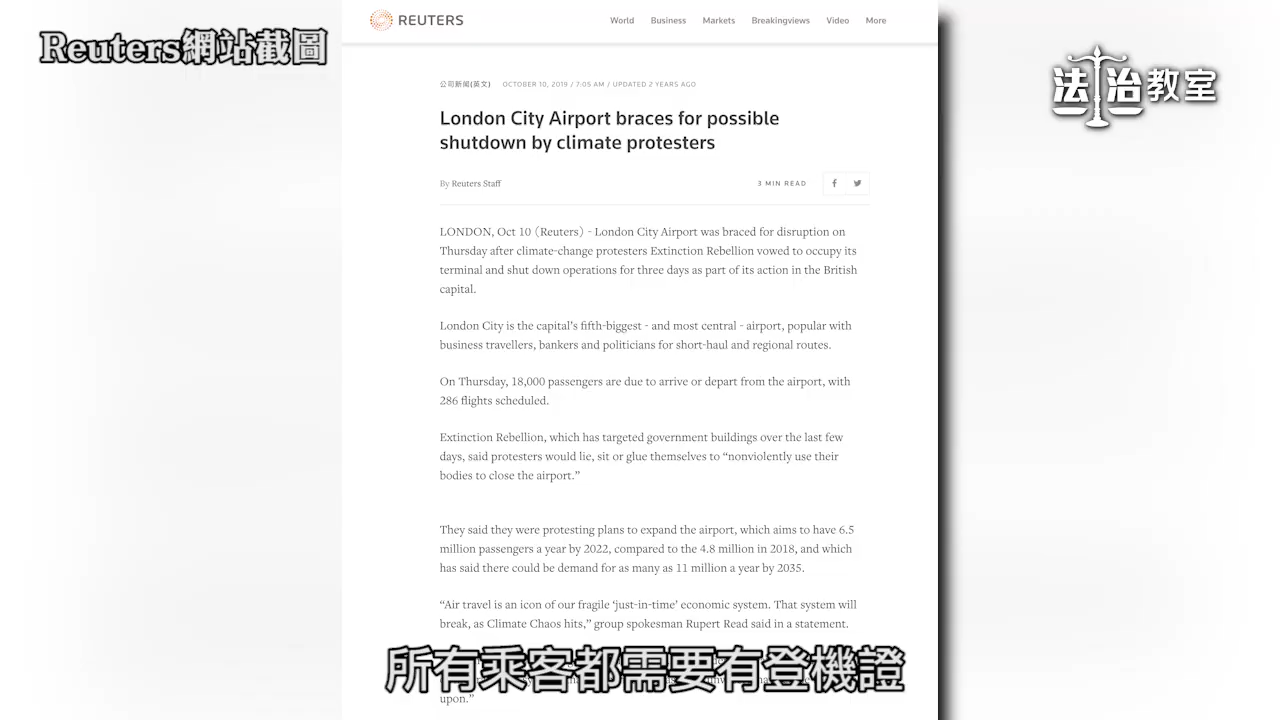 Reuters網站截圖
REUTERS
World Business Markets Breakingviews Video More
法治教室
公司新闻(英文) OCTOBER 10, 2019 / 7:05 AM / UPDATED 2 YEARS AGO
London City Airport braces for possible
shutdown by climate protesters
By Reuters Staff
3 MIN READ
LONDON, Oct 10 (Reuters) - London City Airport was braced for disruption on
Thursday after climate-change protesters Extinction Rebellion vowed to occupy its
terminal and shut down operations for three days as part of its action in the British
capital.
London City is the capital's fifth-biggest - and most central - airport, popular with
business travellers, bankers and politicians for short-haul and regional routes.
On Thursday, 18,000 passengers are due to arrive or depart from the airport, with
286 flights scheduled.
Extinction Rebellion, which has targeted government buildings over the last few
days, said protesters would lie, sit or glue themselves to “nonviolently use their
bodies to close the airport.”
They said they were protesting plans to expand the airport, which aims to have 6.5
million passengers a year by 2022, compared to the 4.8 million in 2018, and which
has said there could be demand for as many as 11 million a year by 2035.
“Air travel is an icon of our fragile ‘just-in-time’ economic system. That system will
break, as Climate Chaos hits,” group spokesman Rupert Read said in a statement.
所有乘客都需要有登機證
upon.”